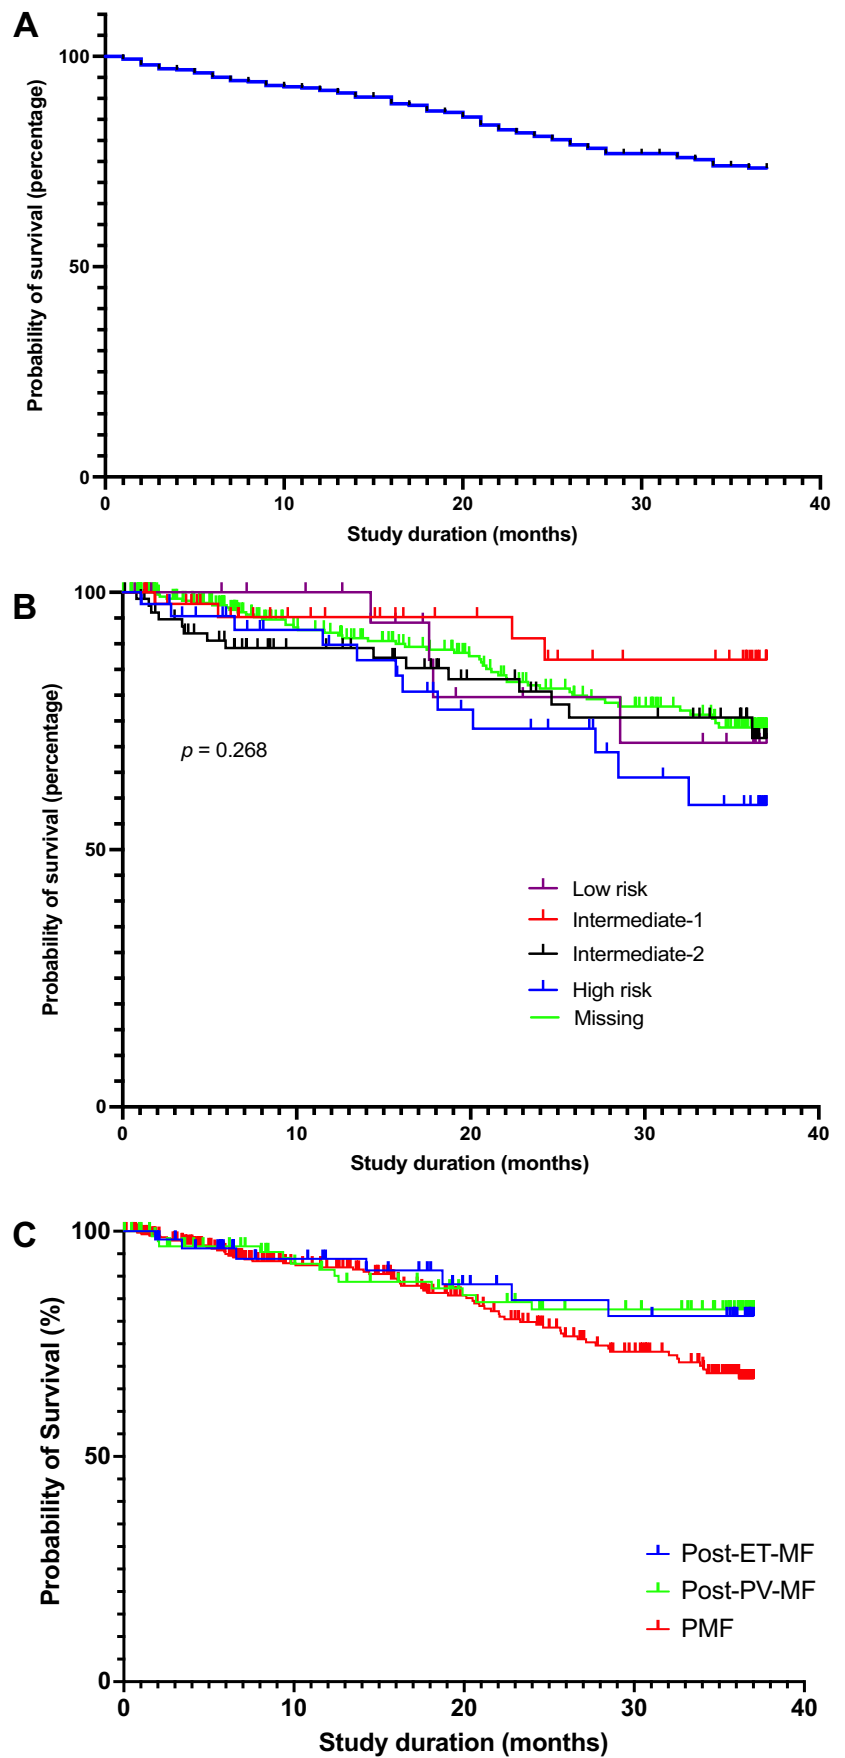 A
Probability of survival (percentage)
100
50
0
0 10 20 30 40
Study duration (months)
B
Probability of survival (percentage)
100
p = 0.268
50
Low risk
Intermediate-1
Intermediate-2
High risk
Missing
0
0 10 20 30 40
Study duration (months)
C
Probability of Survival (%)
100
50
Post-ET-MF
Post-PV-MF
PMF
0
0 10 20 30 40
Study duration (months)